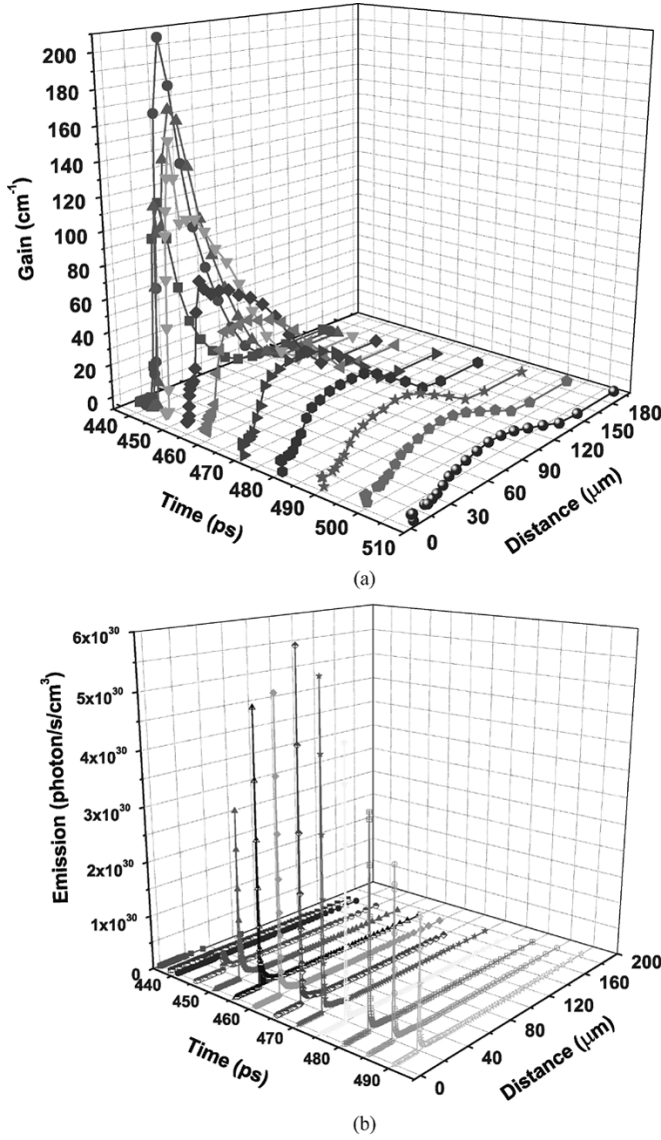 200
180
160
140
120
100
80
60
40
20
0
Gain (cm⁻¹)
440
450
460
470
480
490
500
510
Time (ps)
0
30
60
90
120
150
180
Distance (μm)
(a)
6x10³⁰
5x10³⁰
4x10³⁰
3x10³⁰
2x10³⁰
1x10³⁰
0
Emission (photon/s/cm³)
440
450
460
470
480
490
Time (ps)
0
40
80
120
160
200
Distance (μm)
(b)